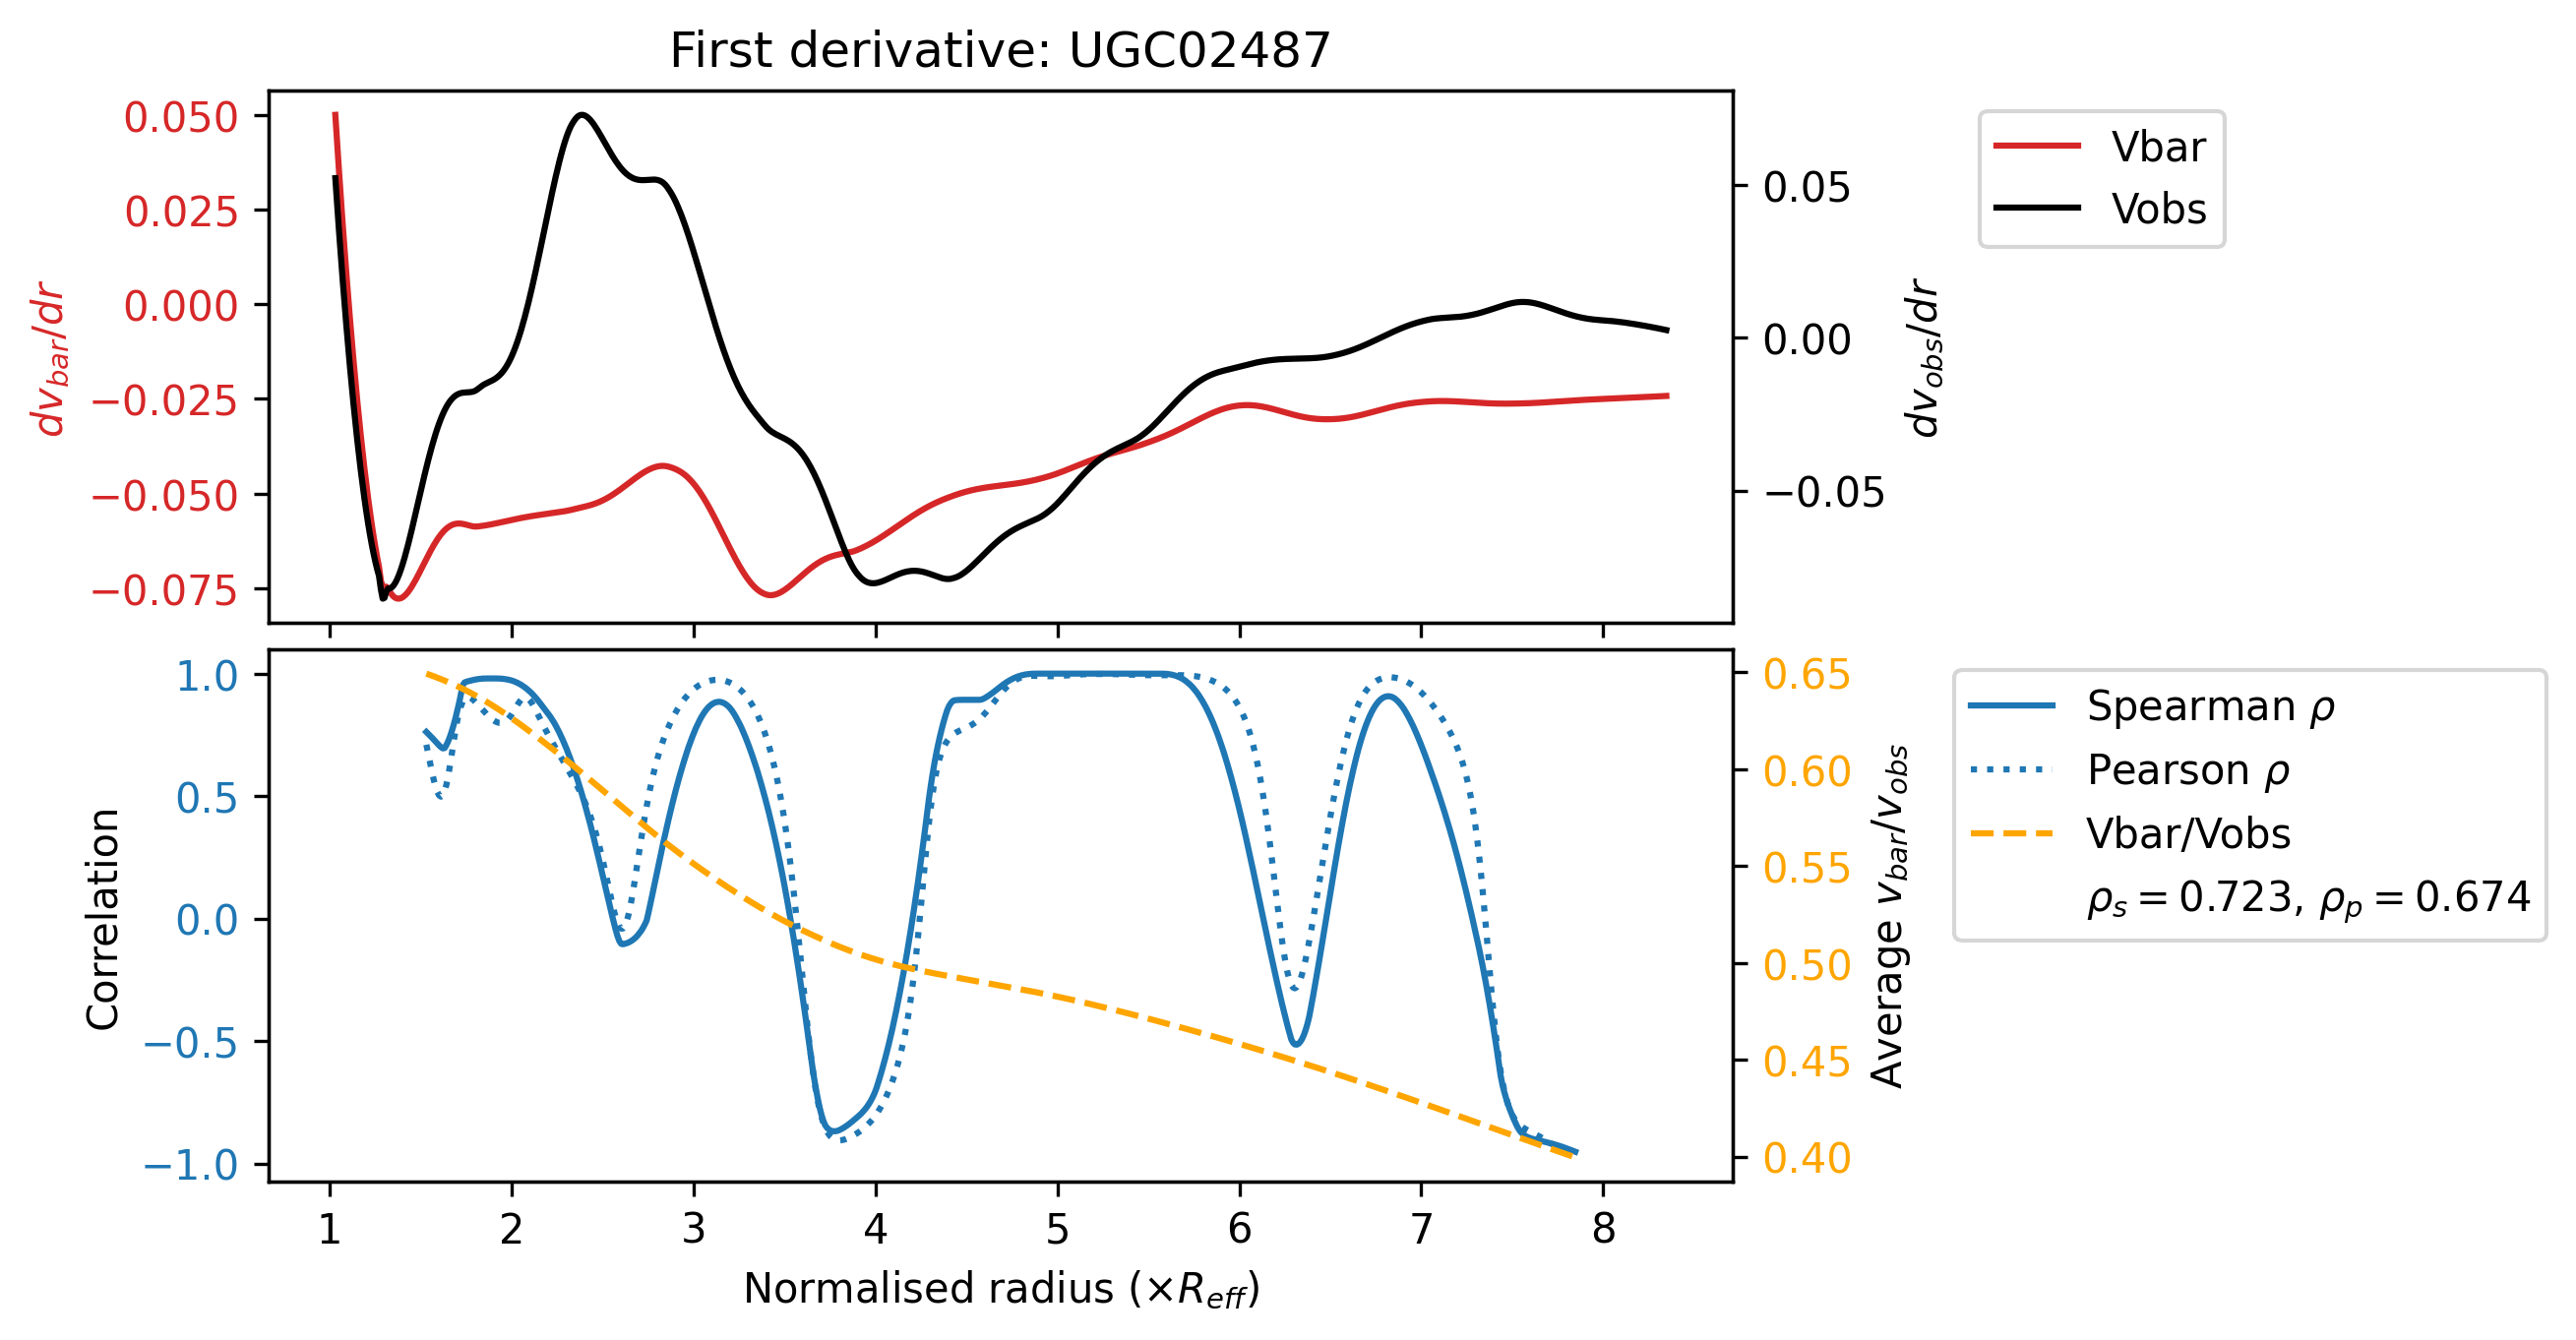 First derivative: UGC02487
0.050
0.025
0.000
−0.025
−0.050
−0.075
dv_bar/dr
0.05
0.00
−0.05
dv_obs/dr
Vbar
Vobs
1.0
0.5
0.0
−0.5
−1.0
Correlation
0.65
0.60
0.55
0.50
0.45
0.40
Average v_bar/v_obs
Spearman ρ
Pearson ρ
Vbar/Vobs
ρ_s = 0.723, ρ_p = 0.674
1 2 3 4 5 6 7 8
Normalised radius (×R_eff)